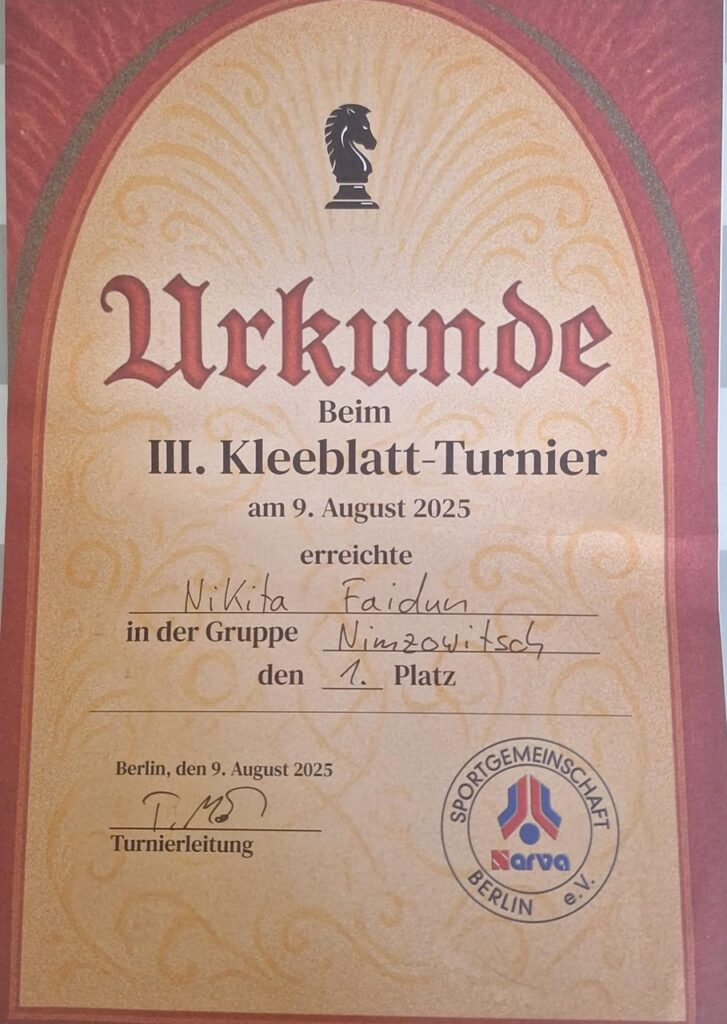 Urkunde
Beim
III. Kleeblatt-Turnier
am 9. August 2025
erreichte
Nikita Faidun
in der Gruppe Nimzowitsch
den 1. Platz
Berlin, den 9. August 2025
Turnierleitung
SPORTGEMEINSCHAFT
Narva
BERLIN e.V.